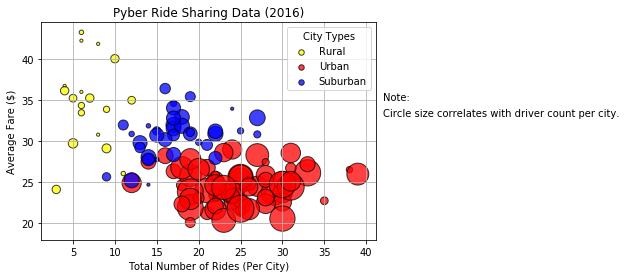 Pyber Ride Sharing Data (2016)
Average Fare ($)
40
35
30
25
20
City Types
Rural
Urban
Suburban
Note:
Circle size correlates with driver count per city.
5
10
15
20
25
30
35
40
Total Number of Rides (Per City)